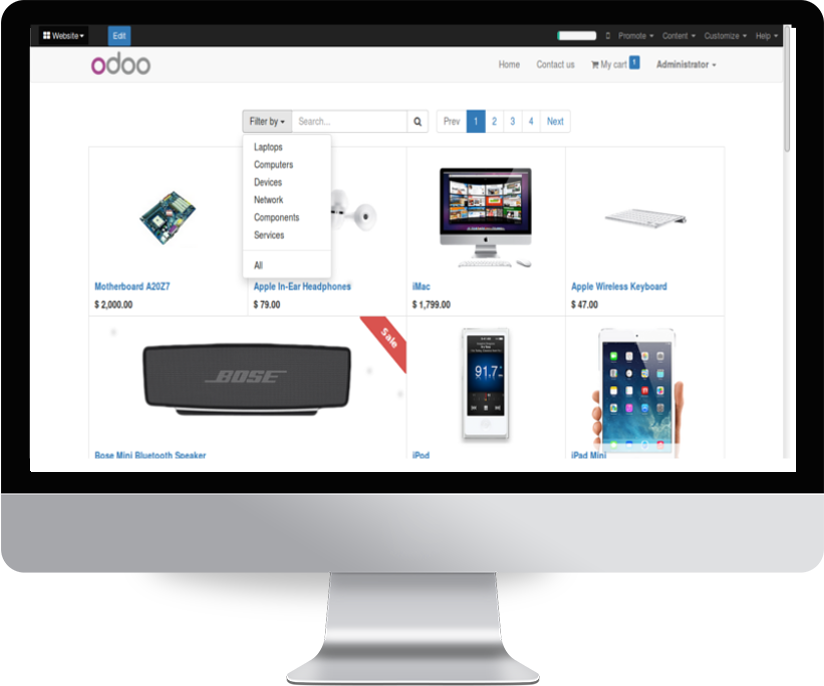 Website
Edit
Promote
Content
Customize
Help
odoo
Home
Contact us
My cart
1
Administrator
Filter by
Search...
Prev
1
2
3
4
Next
Laptops
Computers
Devices
Network
Components
Services
All
Motherboard A20Z7
Apple In-Ear Headphones
iMac
Apple Wireless Keyboard
$ 2,000.00
$ 79.00
$ 1,799.00
$ 47.00
Sale
BOSE
91.7
Bose Mini Bluetooth Speaker
iPod
iPad Mini